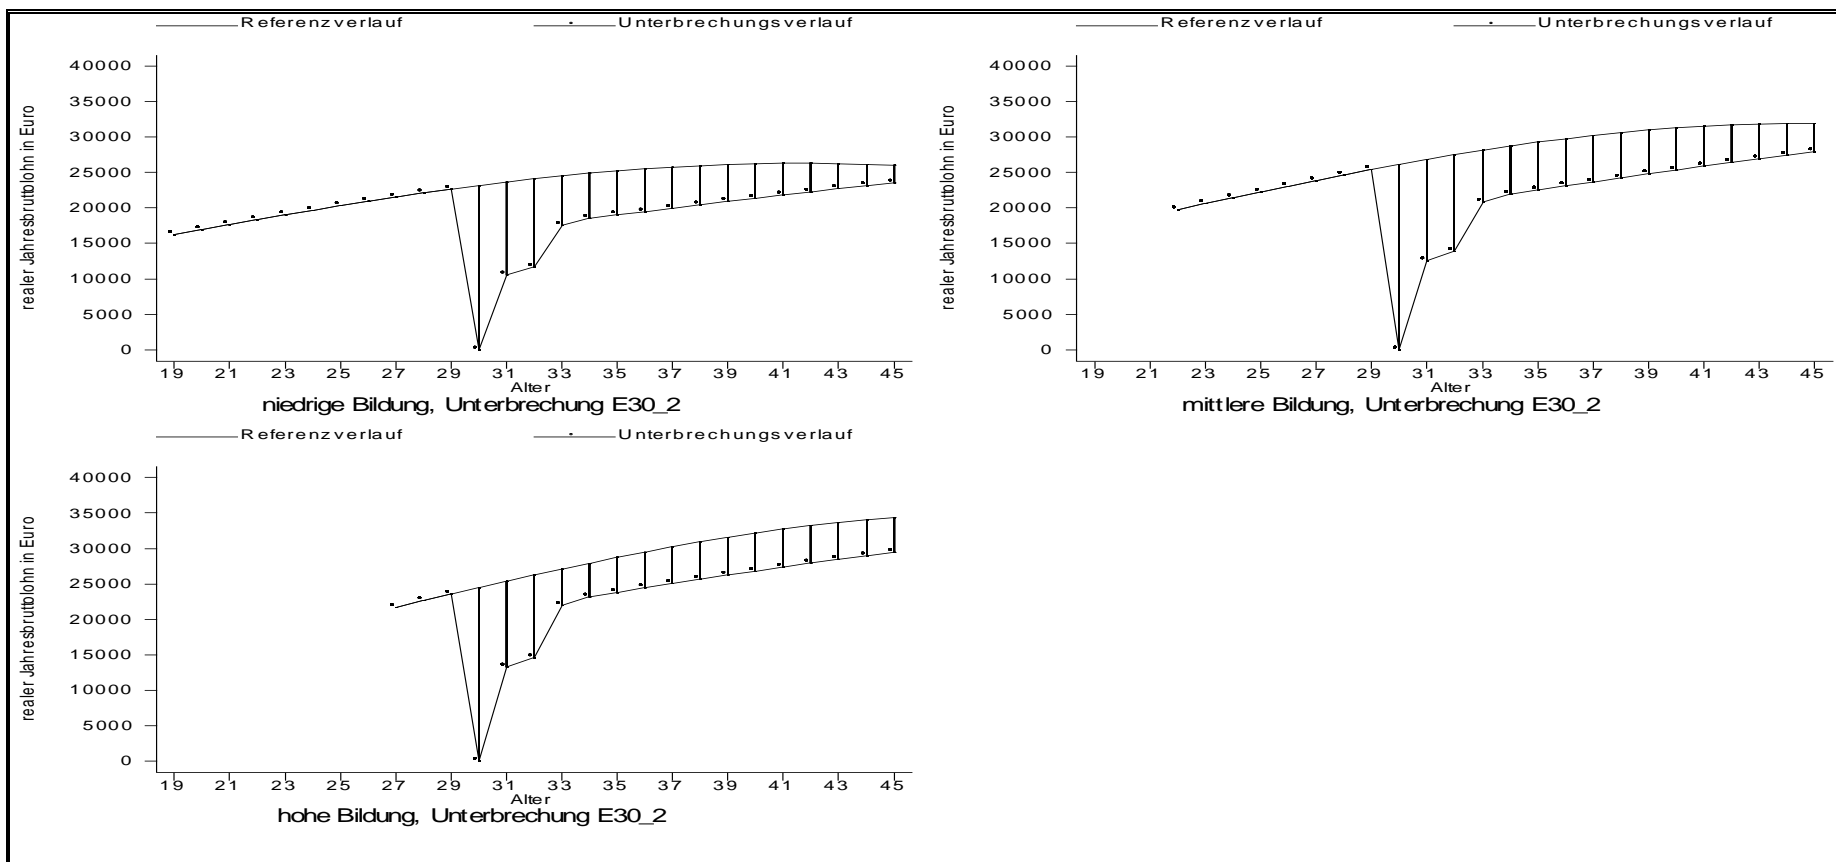 Referenzverlauf Unterbrechungsverlauf
realer Jahresbruttolohn in Euro
40000
35000
30000
25000
20000
15000
10000
5000
0
19 21 23 25 27 29 31 33 35 37 39 41 43 45
Alter
niedrige Bildung, Unterbrechung E30_2
Referenzverlauf Unterbrechungsverlauf
realer Jahresbruttolohn in Euro
40000
35000
30000
25000
20000
15000
10000
5000
0
19 21 23 25 27 29 31 33 35 37 39 41 43 45
Alter
mittlere Bildung, Unterbrechung E30_2
Referenzverlauf Unterbrechungsverlauf
realer Jahresbruttolohn in Euro
40000
35000
30000
25000
20000
15000
10000
5000
0
19 21 23 25 27 29 31 33 35 37 39 41 43 45
Alter
hohe Bildung, Unterbrechung E30_2